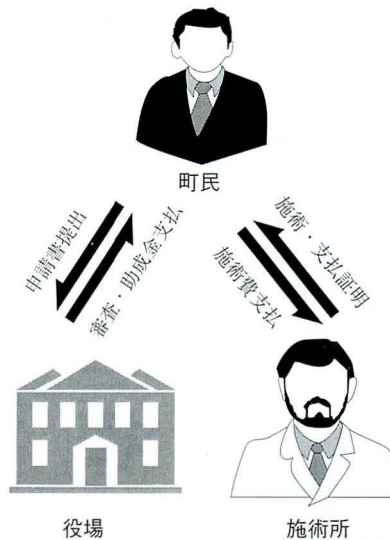 町民
申請書提出
審査・助成金支払
施術費支払
施術・支払証明
役場
施術所